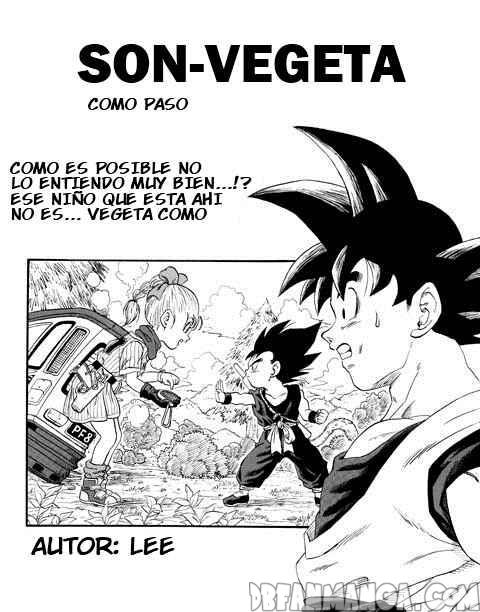 SON-VEGETA
COMO PASO
COMO ES POSIBLE NO
LO ENTIENDO MUY BIEN...!?
ESE NIÑO QUE ESTA AHI
NO ES... VEGETA COMO
PF8
AUTOR: LEE
DBFANMANGA.COM